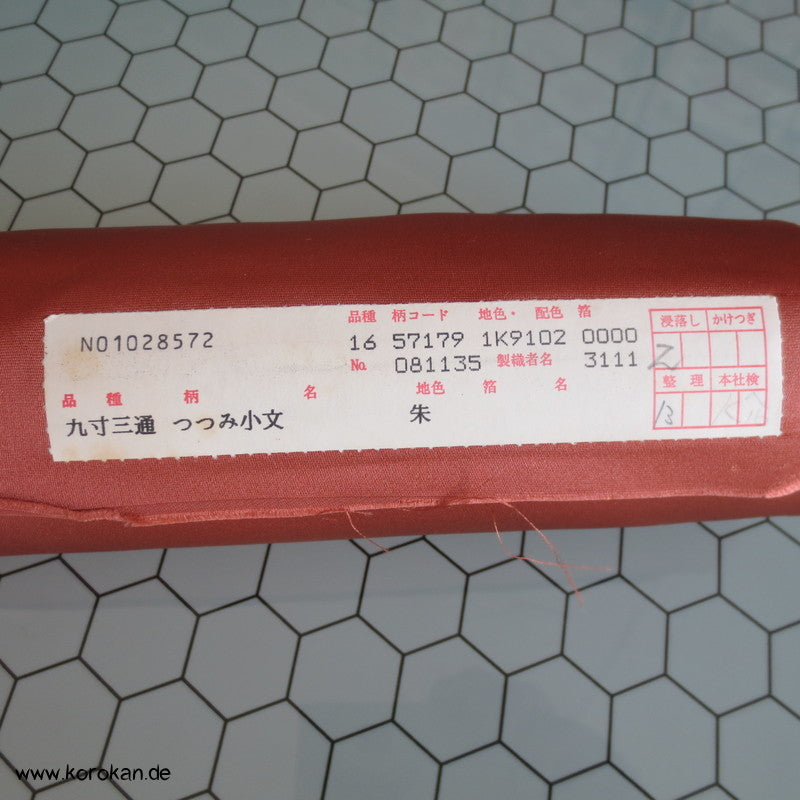 NO1028572
品種 柄コード 地色・ 配色 箔
16 57179 1K9102 0000
No. 081135 製織者名 3111
品種 柄名 地色 箔名
九寸三通 つつみ小文 朱
浸落し かけつぎ
Z
整理 本社検
13
www.korokan.de